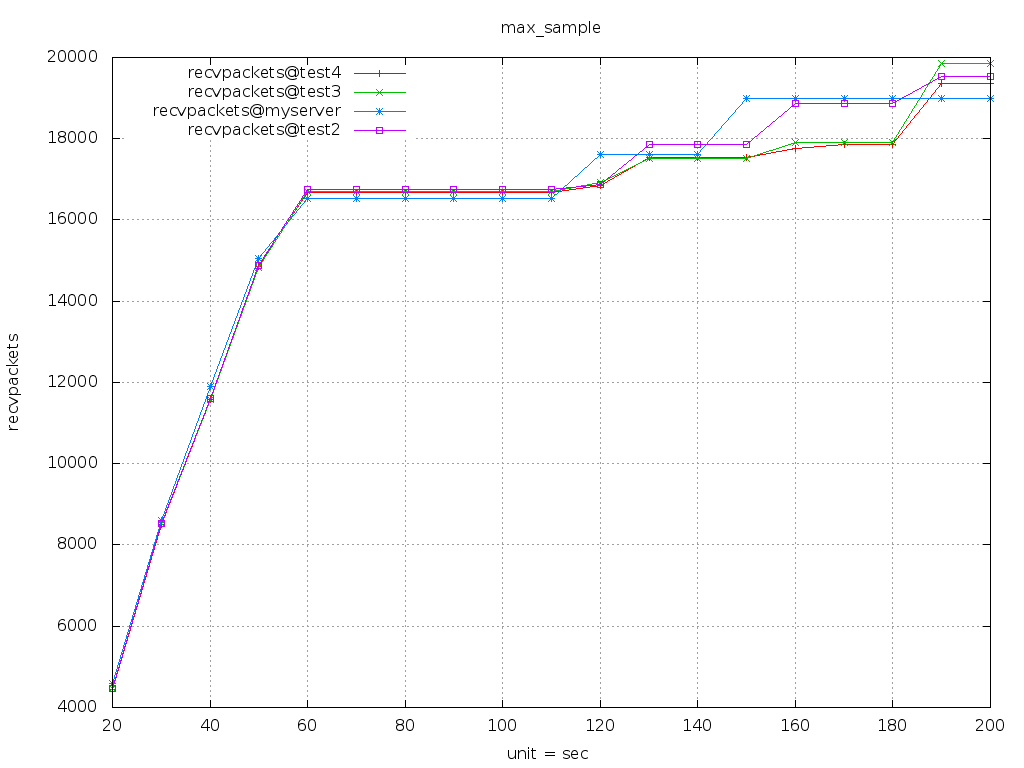 max_sample
20000
18000
16000
14000
12000
10000
8000
6000
4000
recvpackets@test4
recvpackets@test3
recvpackets@myserver
recvpackets@test2
recvpackets
20 40 60 80 100 120 140 160 180 200
unit = sec